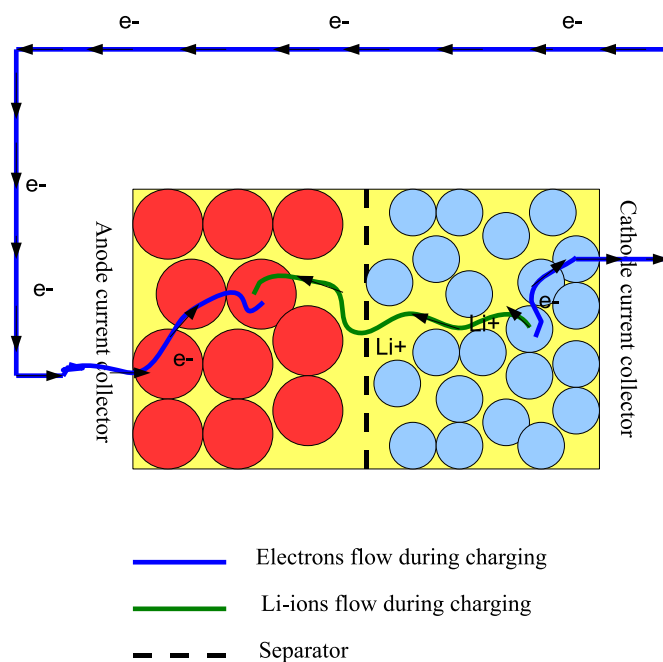 e- e- e-
e-
Anode current collector
Cathode current collector
e-
e-
Li+
Li+
e-
Electrons flow during charging
Li-ions flow during charging
Separator